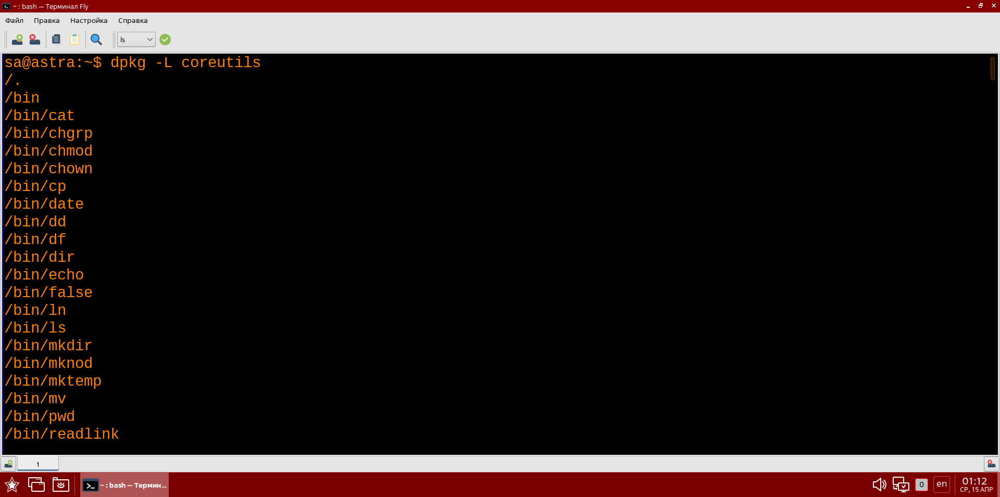 ~ : bash — Терминал Fly
Файл Правка Настройка Справка
ls
sa@astra:~$ dpkg -L coreutils
/.
/bin
/bin/cat
/bin/chgrp
/bin/chmod
/bin/chown
/bin/cp
/bin/date
/bin/dd
/bin/df
/bin/dir
/bin/echo
/bin/false
/bin/ln
/bin/ls
/bin/mkdir
/bin/mknod
/bin/mktemp
/bin/mv
/bin/pwd
/bin/readlink
1
~ : bash — Термин...
0
en
01:12
СР, 15 АПР